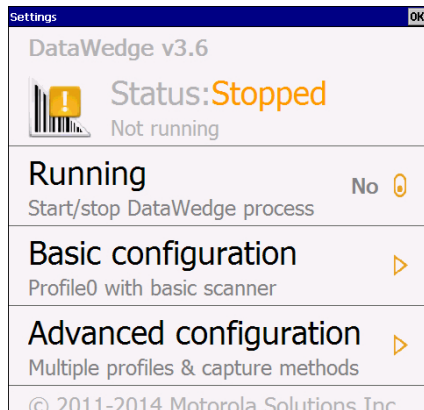 Settings OK
DataWedge v3.6
Status:Stopped
Not running
Running
No
Start/stop DataWedge process
Basic configuration
Profile0 with basic scanner
Advanced configuration
Multiple profiles & capture methods
© 2011-2014 Motorola Solutions Inc